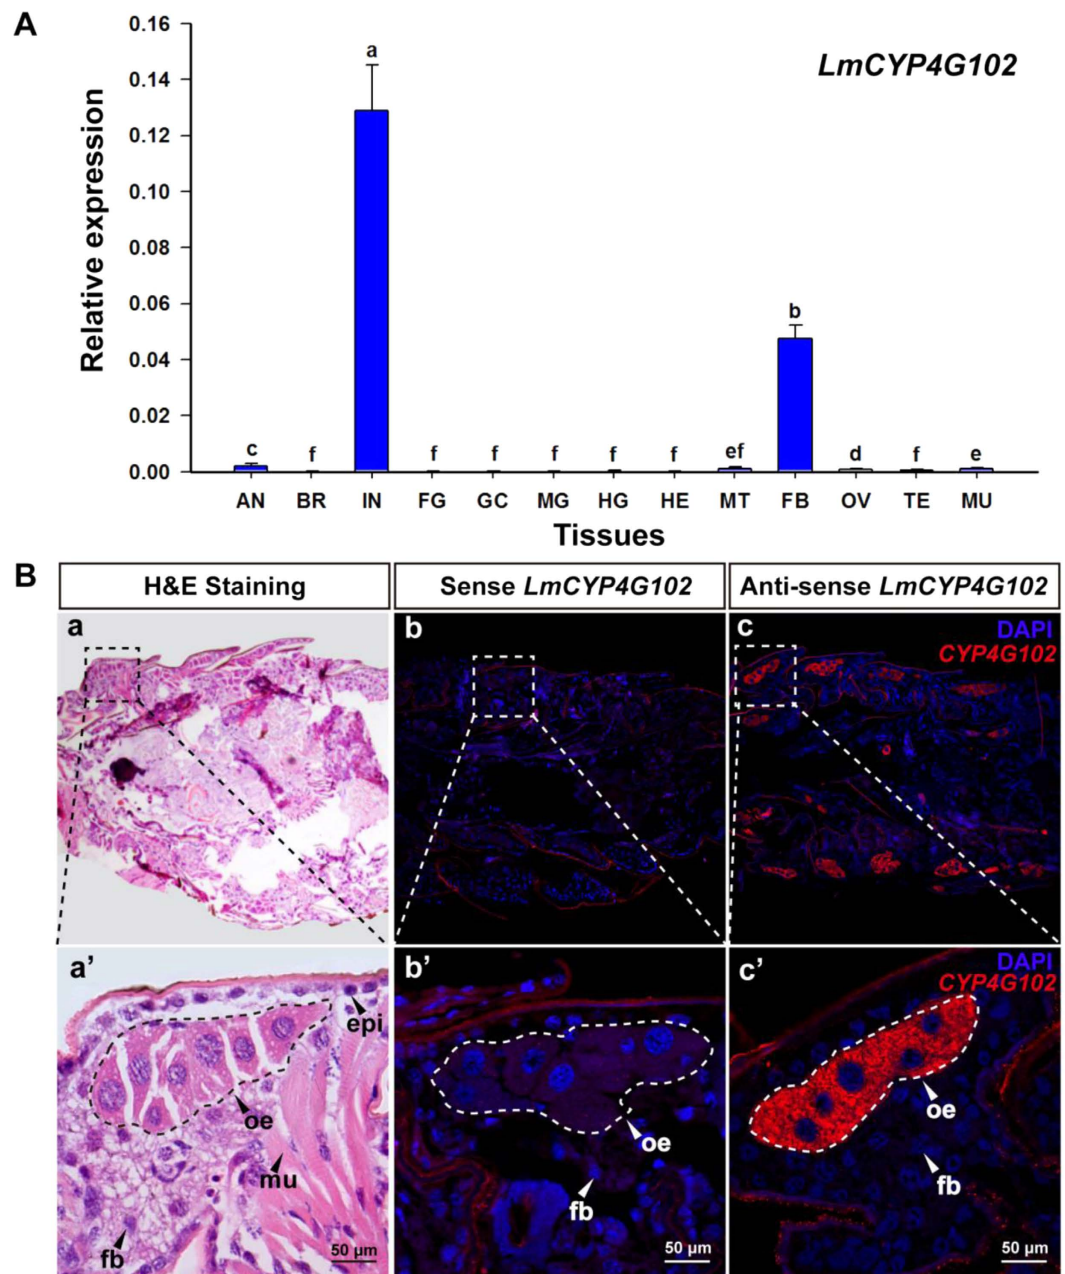 A
LmCYP4G102
Relative expression
0.16
0.14
0.12
0.10
0.08
0.06
0.04
0.02
0.00
c
f
a
f
f
f
f
f
ef
b
d
f
e
AN BR IN FG GC MG HG HE MT FB OV TE MU
Tissues
B
H&E Staining
Sense LmCYP4G102
Anti-sense LmCYP4G102
a
b
c
DAPI
CYP4G102
a’
epi
oe
mu
fb
50 µm
b’
oe
fb
50 µm
c’
DAPI
CYP4G102
oe
fb
50 µm